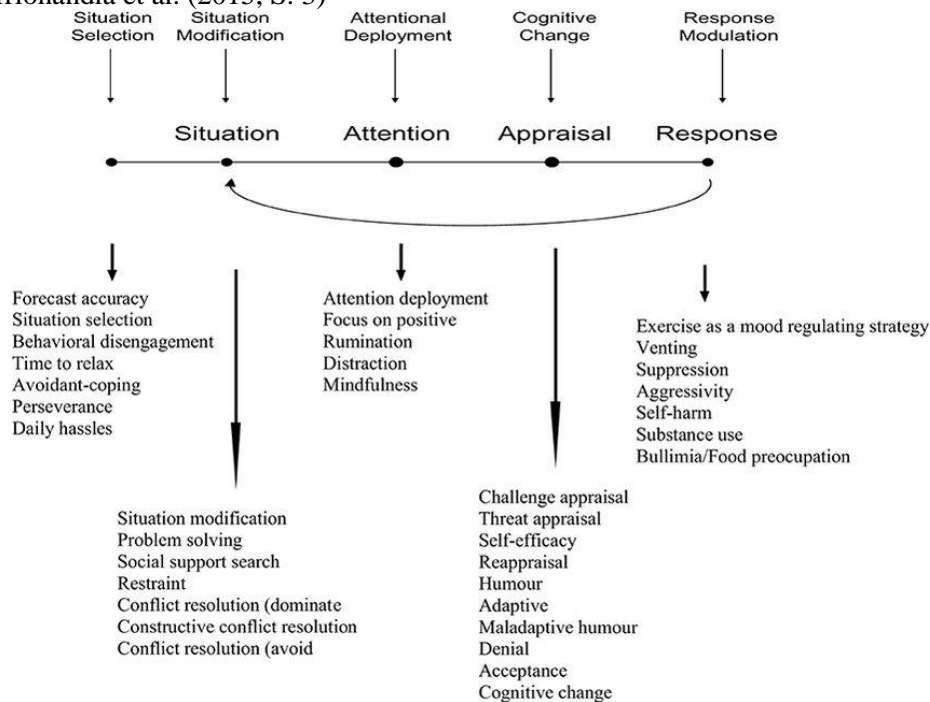 et al. (2015, S. 3)
Situation
Selection
Situation
Modification
Attentional
Deployment
Cognitive
Change
Response
Modulation
Situation
Attention
Appraisal
Response
Forecast accuracy
Situation selection
Behavioral disengagement
Time to relax
Avoidant-coping
Perseverance
Daily hassles
Situation modification
Problem solving
Social support search
Restraint
Conflict resolution (dominate
Constructive conflict resolution
Conflict resolution (avoid
Attention deployment
Focus on positive
Rumination
Distraction
Mindfulness
Challenge appraisal
Threat appraisal
Self-efficacy
Reappraisal
Humour
Adaptive
Maladaptive humour
Denial
Acceptance
Cognitive change
Exercise as a mood regulating strategy
Venting
Suppression
Aggressivity
Self-harm
Substance use
Bullimia/Food preocupation